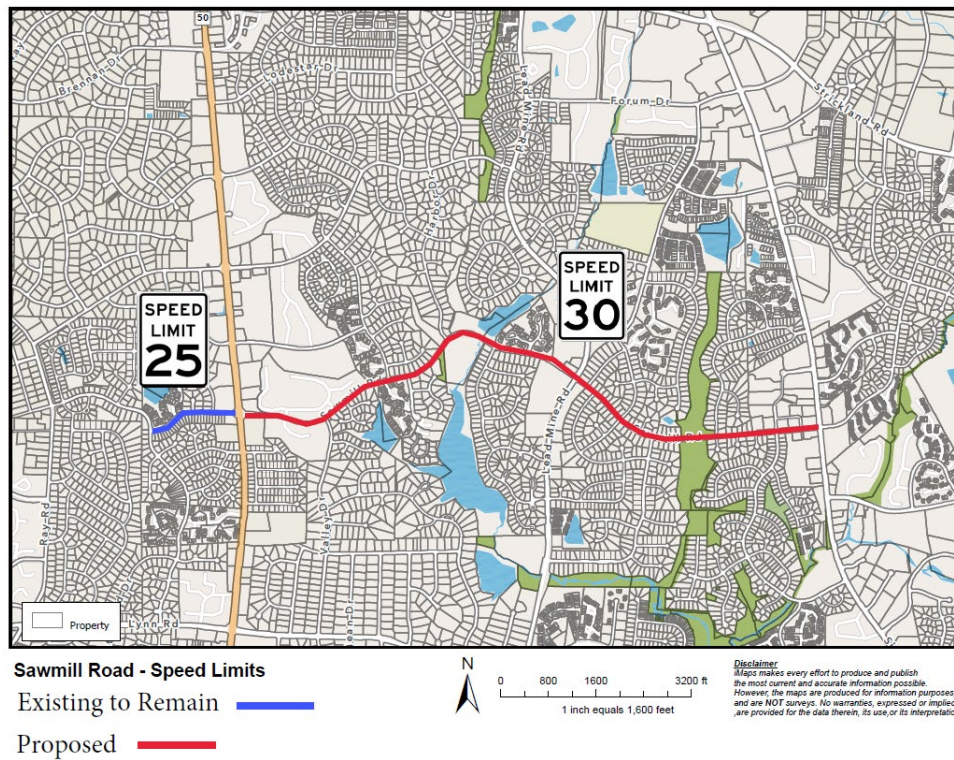 50
Brennan-Dr
Lodestar-Dr
Lead-Mine-Rd
Forum-Dr
Strickland-Rd
SPEED
LIMIT
30
SPEED
LIMIT
25
Lead-Mine-Rd
Ray-Rd
Lynn-Rd
Property
Sawmill Road - Speed Limits
Existing to Remain
Proposed
N
0 800 1600 3200 ft
1 inch equals 1,600 feet
Disclaimer
iMaps makes every effort to produce and publish
the most current and accurate information possible.
However, the maps are produced for information purposes,
and are NOT surveys. No warranties, expressed or implied
,are provided for the data therein, its use,or its interpretatio